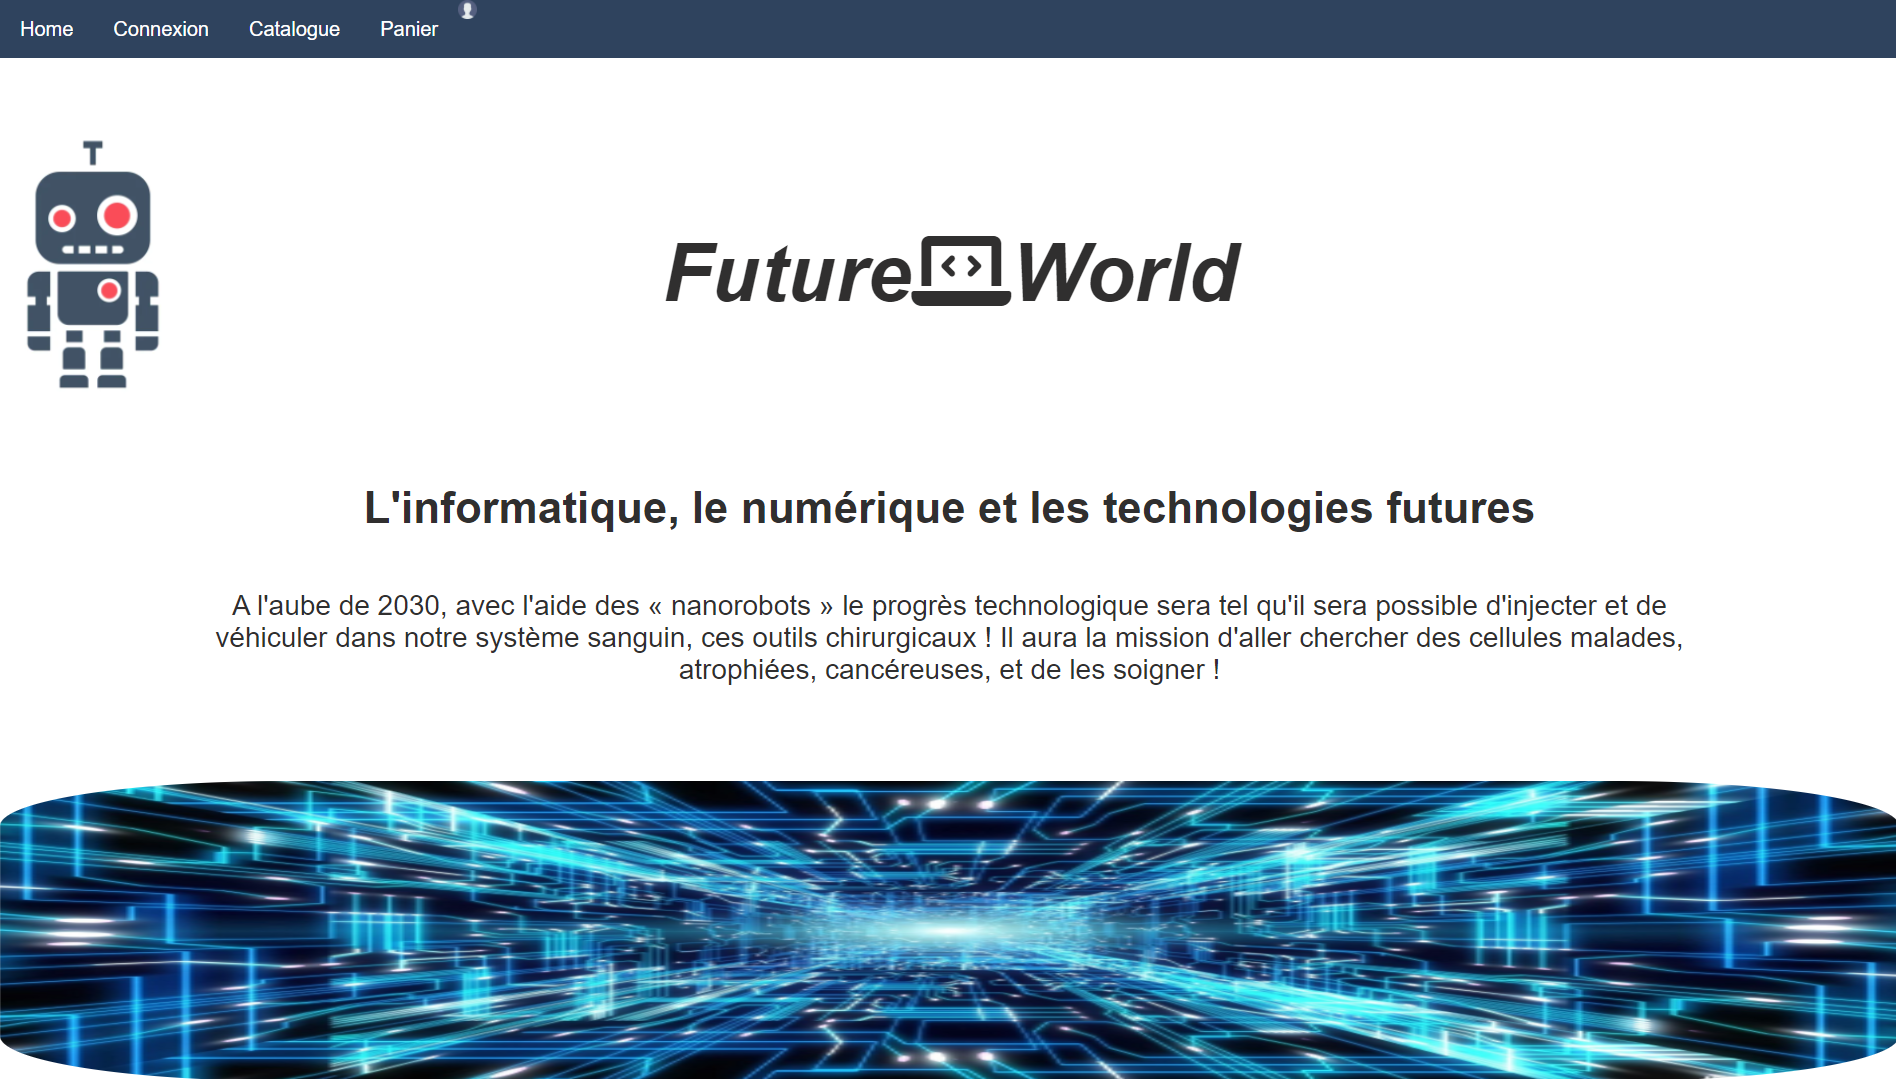 Home Connexion Catalogue Panier
Future World
L'informatique, le numérique et les technologies futures
A l'aube de 2030, avec l'aide des « nanorobots » le progrès technologique sera tel qu'il sera possible d'injecter et de
véhiculer dans notre système sanguin, ces outils chirurgicaux ! Il aura la mission d'aller chercher des cellules malades,
atrophiées, cancéreuses, et de les soigner !